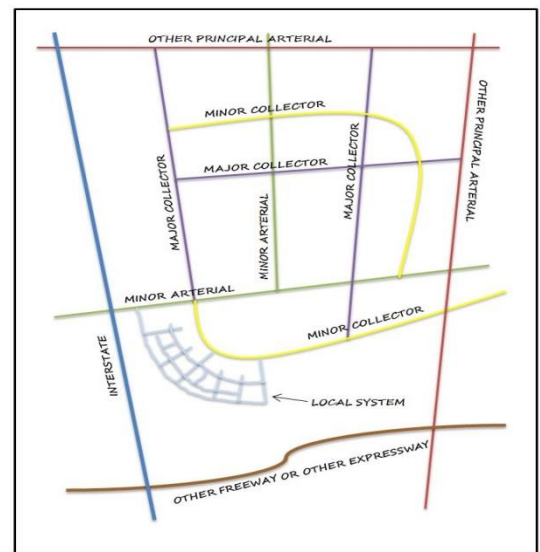 OTHER PRINCIPAL ARTERIAL
OTHER PRINCIPAL ARTERIAL
MINOR COLLECTOR
MAJOR COLLECTOR
MAJOR COLLECTOR
MAJOR COLLECTOR
MINOR ARTERIAL
MINOR ARTERIAL
MINOR COLLECTOR
INTERSTATE
LOCAL SYSTEM
OTHER FREEWAY OR OTHER EXPRESSWAY